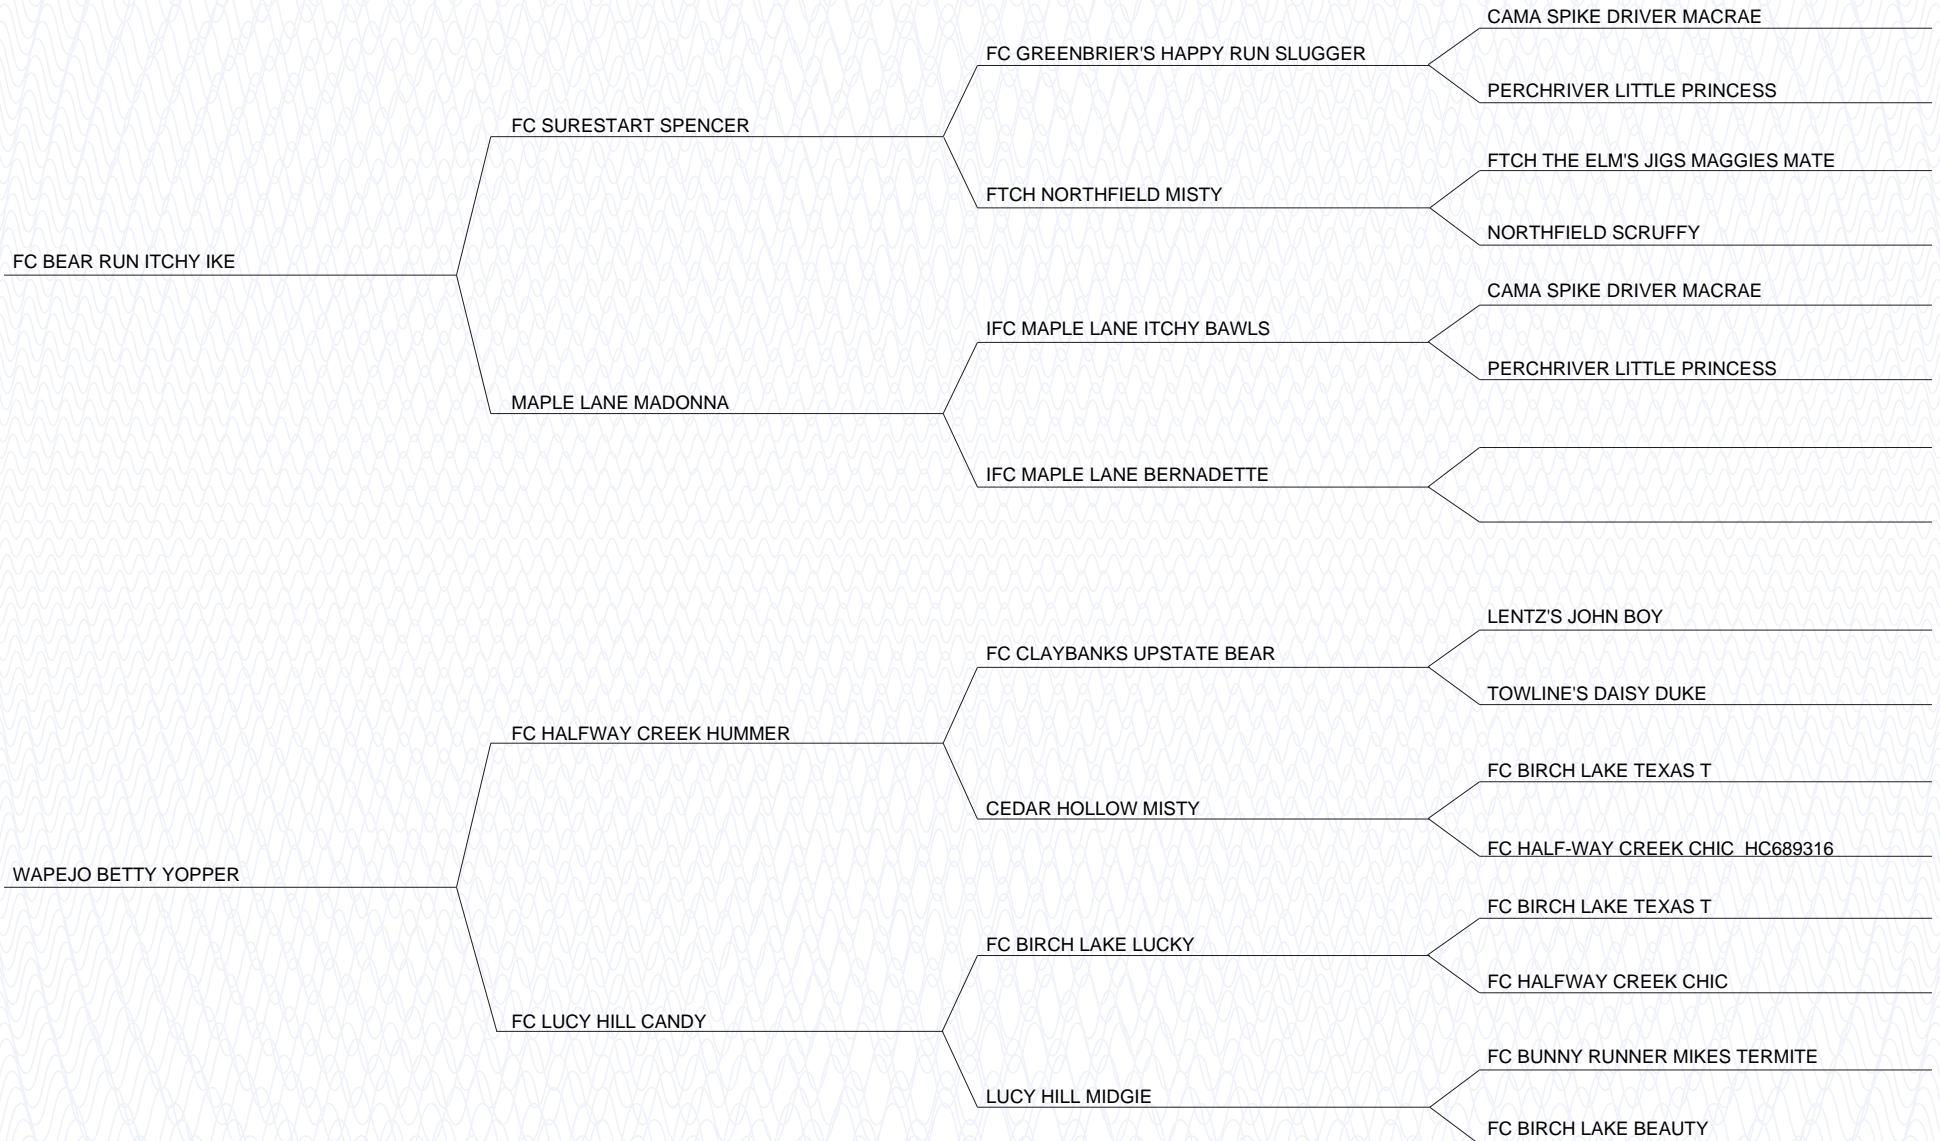 CAMA SPIKE DRIVER MACRAE
FC GREENBRIER'S HAPPY RUN SLUGGER
PERCHRIVER LITTLE PRINCESS
FC SURESTART SPENCER
FTCH THE ELM'S JIGS MAGGIES MATE
FTCH NORTHFIELD MISTY
NORTHFIELD SCRUFFY
FC BEAR RUN ITCHY IKE
CAMA SPIKE DRIVER MACRAE
IFC MAPLE LANE ITCHY BAWLS
PERCHRIVER LITTLE PRINCESS
MAPLE LANE MADONNA
IFC MAPLE LANE BERNADETTE
LENTZ'S JOHN BOY
FC CLAYBANKS UPSTATE BEAR
TOWLINE'S DAISY DUKE
FC HALFWAY CREEK HUMMER
FC BIRCH LAKE TEXAS T
CEDAR HOLLOW MISTY
FC HALF-WAY CREEK CHIC  HC689316
WAPEJO BETTY YOPPER
FC BIRCH LAKE TEXAS T
FC BIRCH LAKE LUCKY
FC HALFWAY CREEK CHIC
FC LUCY HILL CANDY
FC BUNNY RUNNER MIKES TERMITE
LUCY HILL MIDGIE
FC BIRCH LAKE BEAUTY